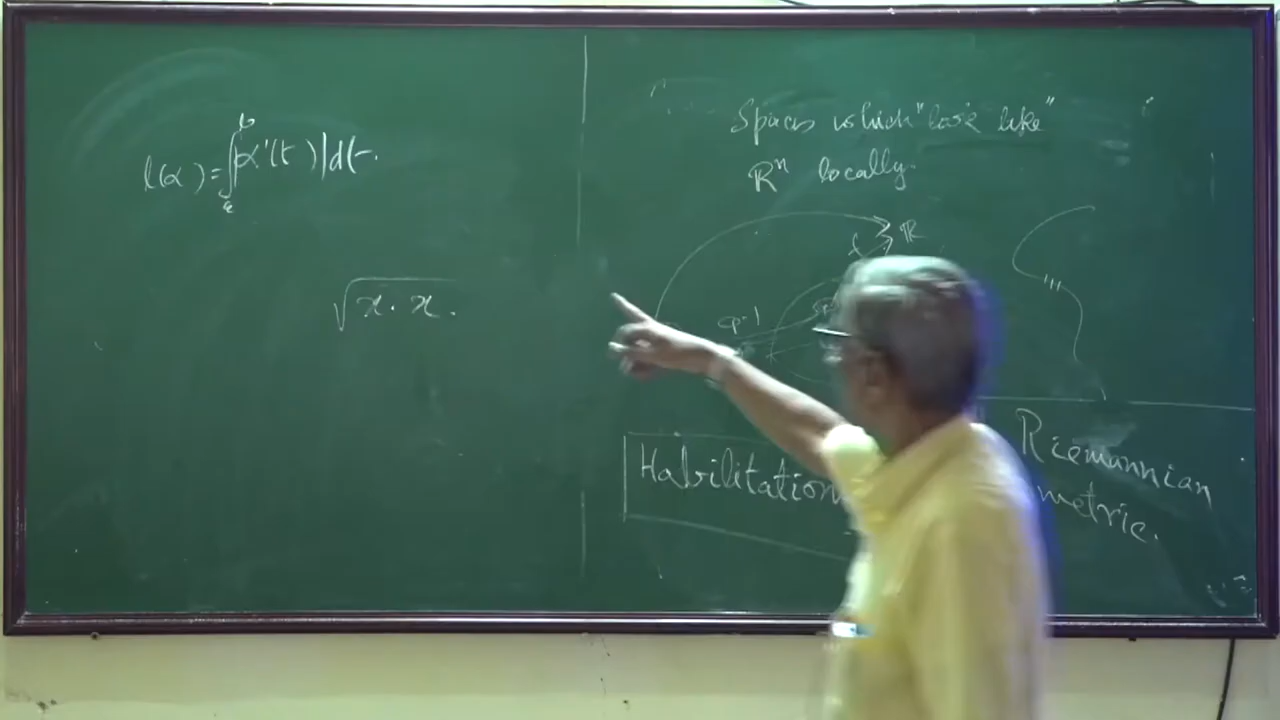 l(α) = ∫ₐᵇ |α'(t)| dt.
√x · x .
Spaces which "look like"
ℝⁿ locally.
ℝ
f
φ⁻¹
Habilitation
Riemannian
metric.